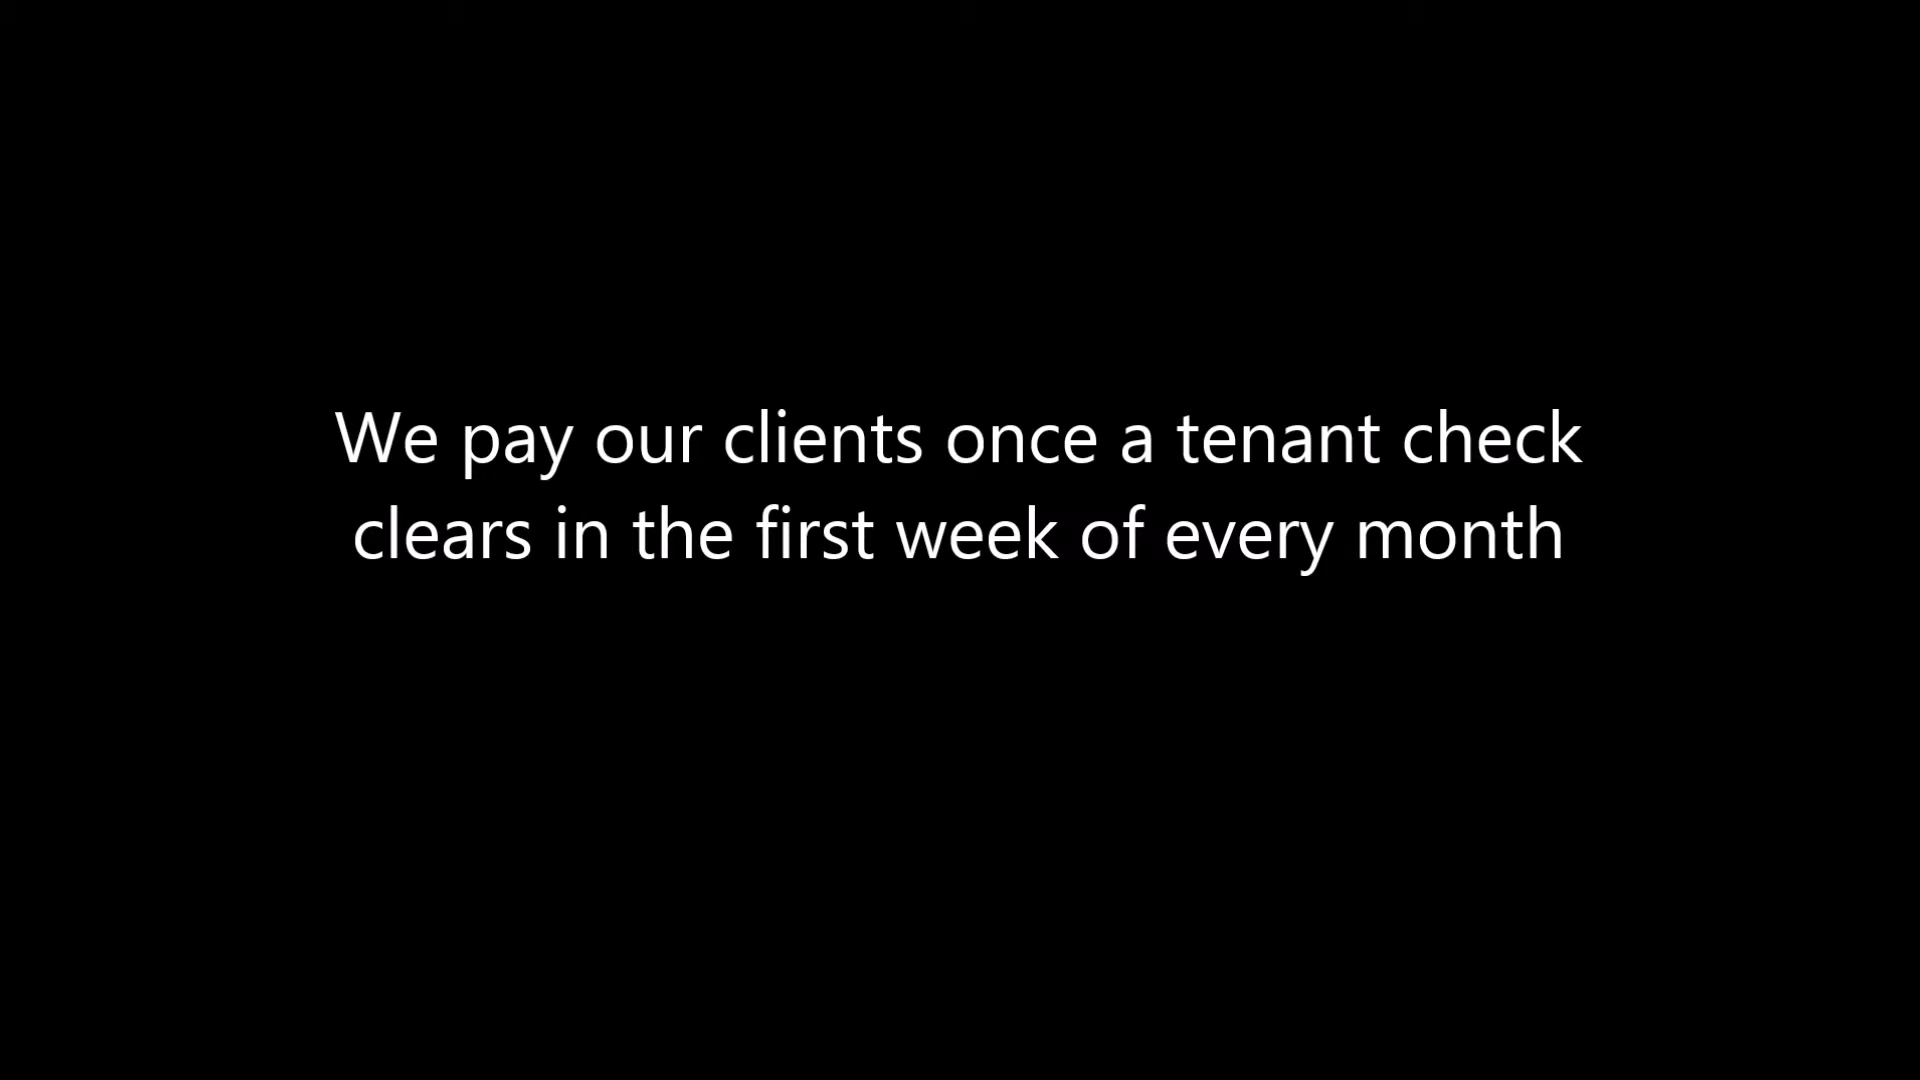 We pay our clients once a tenant check
clears in the first week of every month